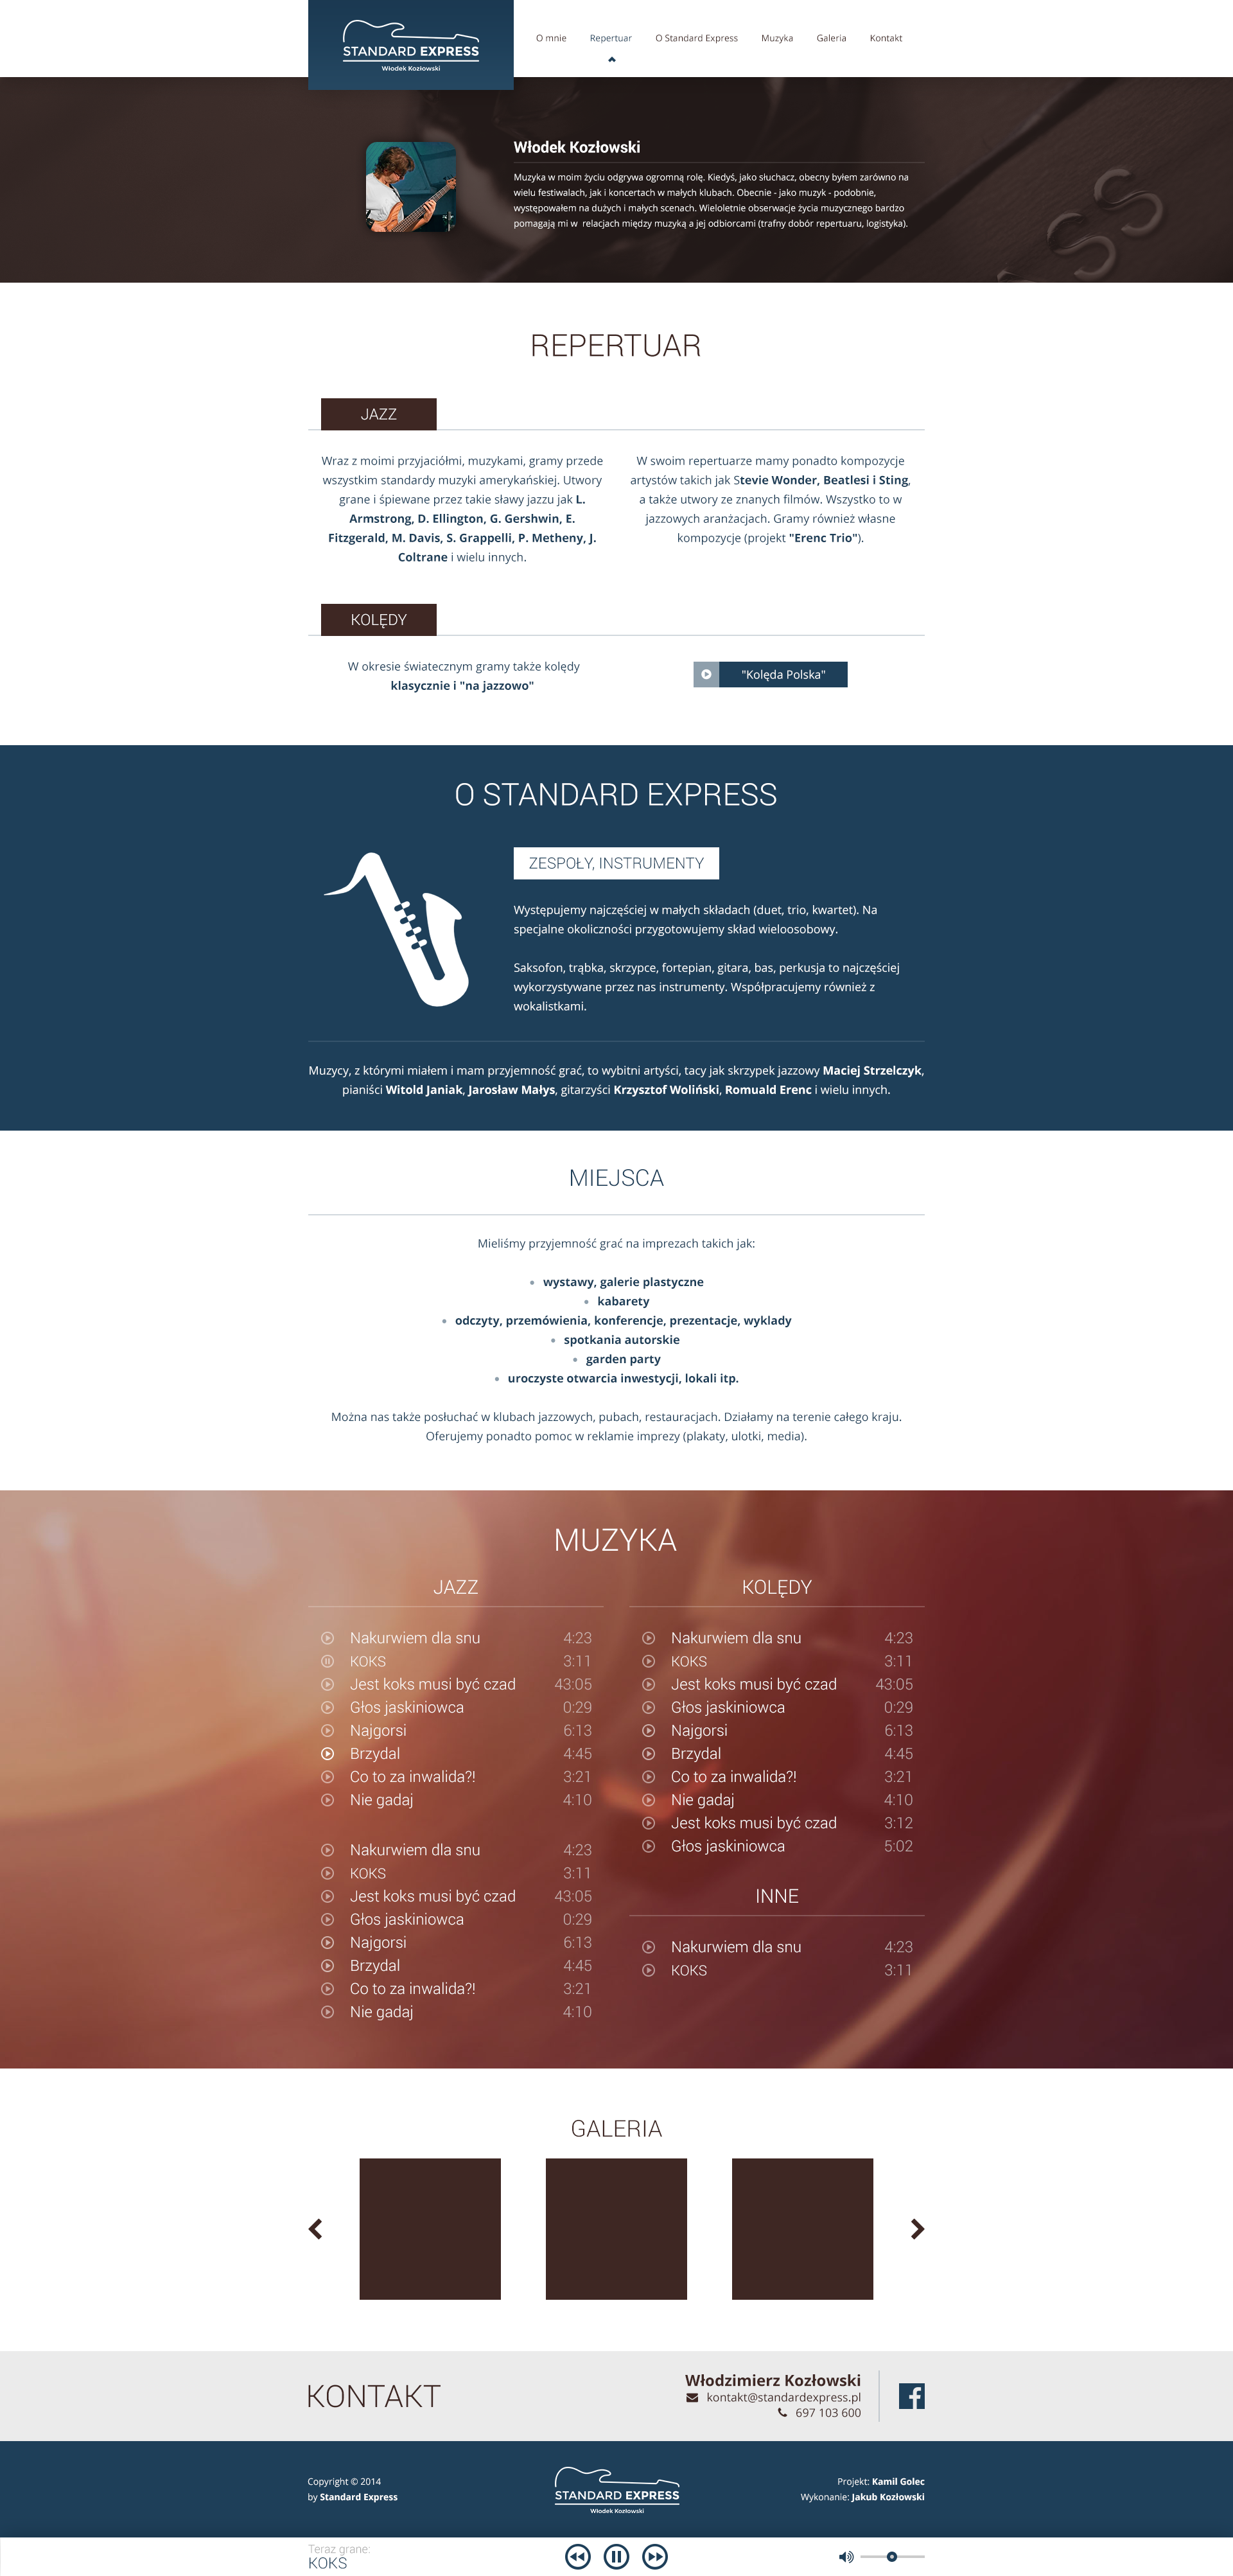 STANDARD EXPRESS
Włodek Kozłowski
O mnie Repertuar O Standard Express Muzyka Galeria Kontakt
Włodek Kozłowski
Muzyka w moim życiu odgrywa ogromną rolę. Kiedyś, jako słuchacz, obecny byłem zarówno na
wielu festiwalach, jak i koncertach w małych klubach. Obecnie - jako muzyk - podobnie,
występowałem na dużych i małych scenach. Wieloletnie obserwacje życia muzycznego bardzo
pomagają mi w relacjach między muzyką a jej odbiorcami (trafny dobór repertuaru, logistyka).
REPERTUAR
JAZZ
Wraz z moimi przyjaciółmi, muzykami, gramy przede
wszystkim standardy muzyki amerykańskiej. Utwory
grane i śpiewane przez takie sławy jazzu jak L.
Armstrong, D. Ellington, G. Gershwin, E.
Fitzgerald, M. Davis, S. Grappelli, P. Metheny, J.
Coltrane i wielu innych.
W swoim repertuarze mamy ponadto kompozycje
artystów takich jak Stevie Wonder, Beatlesi i Sting,
a także utwory ze znanych filmów. Wszystko to w
jazzowych aranżacjach. Gramy również własne
kompozycje (projekt "Erenc Trio").
KOLĘDY
W okresie światecznym gramy także kolędy
klasycznie i "na jazzowo"
"Kolęda Polska"
O STANDARD EXPRESS
ZESPOŁY, INSTRUMENTY
Występujemy najczęściej w małych składach (duet, trio, kwartet). Na
specjalne okoliczności przygotowujemy skład wieloosobowy.
Saksofon, trąbka, skrzypce, fortepian, gitara, bas, perkusja to najczęściej
wykorzystywane przez nas instrumenty. Współpracujemy również z
wokalistkami.
Muzycy, z którymi miałem i mam przyjemność grać, to wybitni artyści, tacy jak skrzypek jazzowy Maciej Strzelczyk,
pianiści Witold Janiak, Jarosław Małys, gitarzyści Krzysztof Woliński, Romuald Erenc i wielu innych.
MIEJSCA
Mieliśmy przyjemność grać na imprezach takich jak:
• wystawy, galerie plastyczne
• kabarety
• odczyty, przemówienia, konferencje, prezentacje, wyklady
• spotkania autorskie
• garden party
• uroczyste otwarcia inwestycji, lokali itp.
Można nas także posłuchać w klubach jazzowych, pubach, restauracjach. Działamy na terenie całego kraju.
Oferujemy ponadto pomoc w reklamie imprezy (plakaty, ulotki, media).
MUZYKA
JAZZ
Nakurwiem dla snu 4:23
KOKS 3:11
Jest koks musi być czad 43:05
Głos jaskiniowca 0:29
Najgorsi 6:13
Brzydal 4:45
Co to za inwalida?! 3:21
Nie gadaj 4:10
Nakurwiem dla snu 4:23
KOKS 3:11
Jest koks musi być czad 43:05
Głos jaskiniowca 0:29
Najgorsi 6:13
Brzydal 4:45
Co to za inwalida?! 3:21
Nie gadaj 4:10
KOLĘDY
Nakurwiem dla snu 4:23
KOKS 3:11
Jest koks musi być czad 43:05
Głos jaskiniowca 0:29
Najgorsi 6:13
Brzydal 4:45
Co to za inwalida?! 3:21
Nie gadaj 4:10
Jest koks musi być czad 3:12
Głos jaskiniowca 5:02
INNE
Nakurwiem dla snu 4:23
KOKS 3:11
GALERIA
KONTAKT
Włodzimierz Kozłowski
kontakt@standardexpress.pl
697 103 600
Copyright © 2014
by Standard Express
STANDARD EXPRESS
Włodek Kozłowski
Projekt: Kamil Golec
Wykonanie: Jakub Kozłowski
Teraz grane:
KOKS